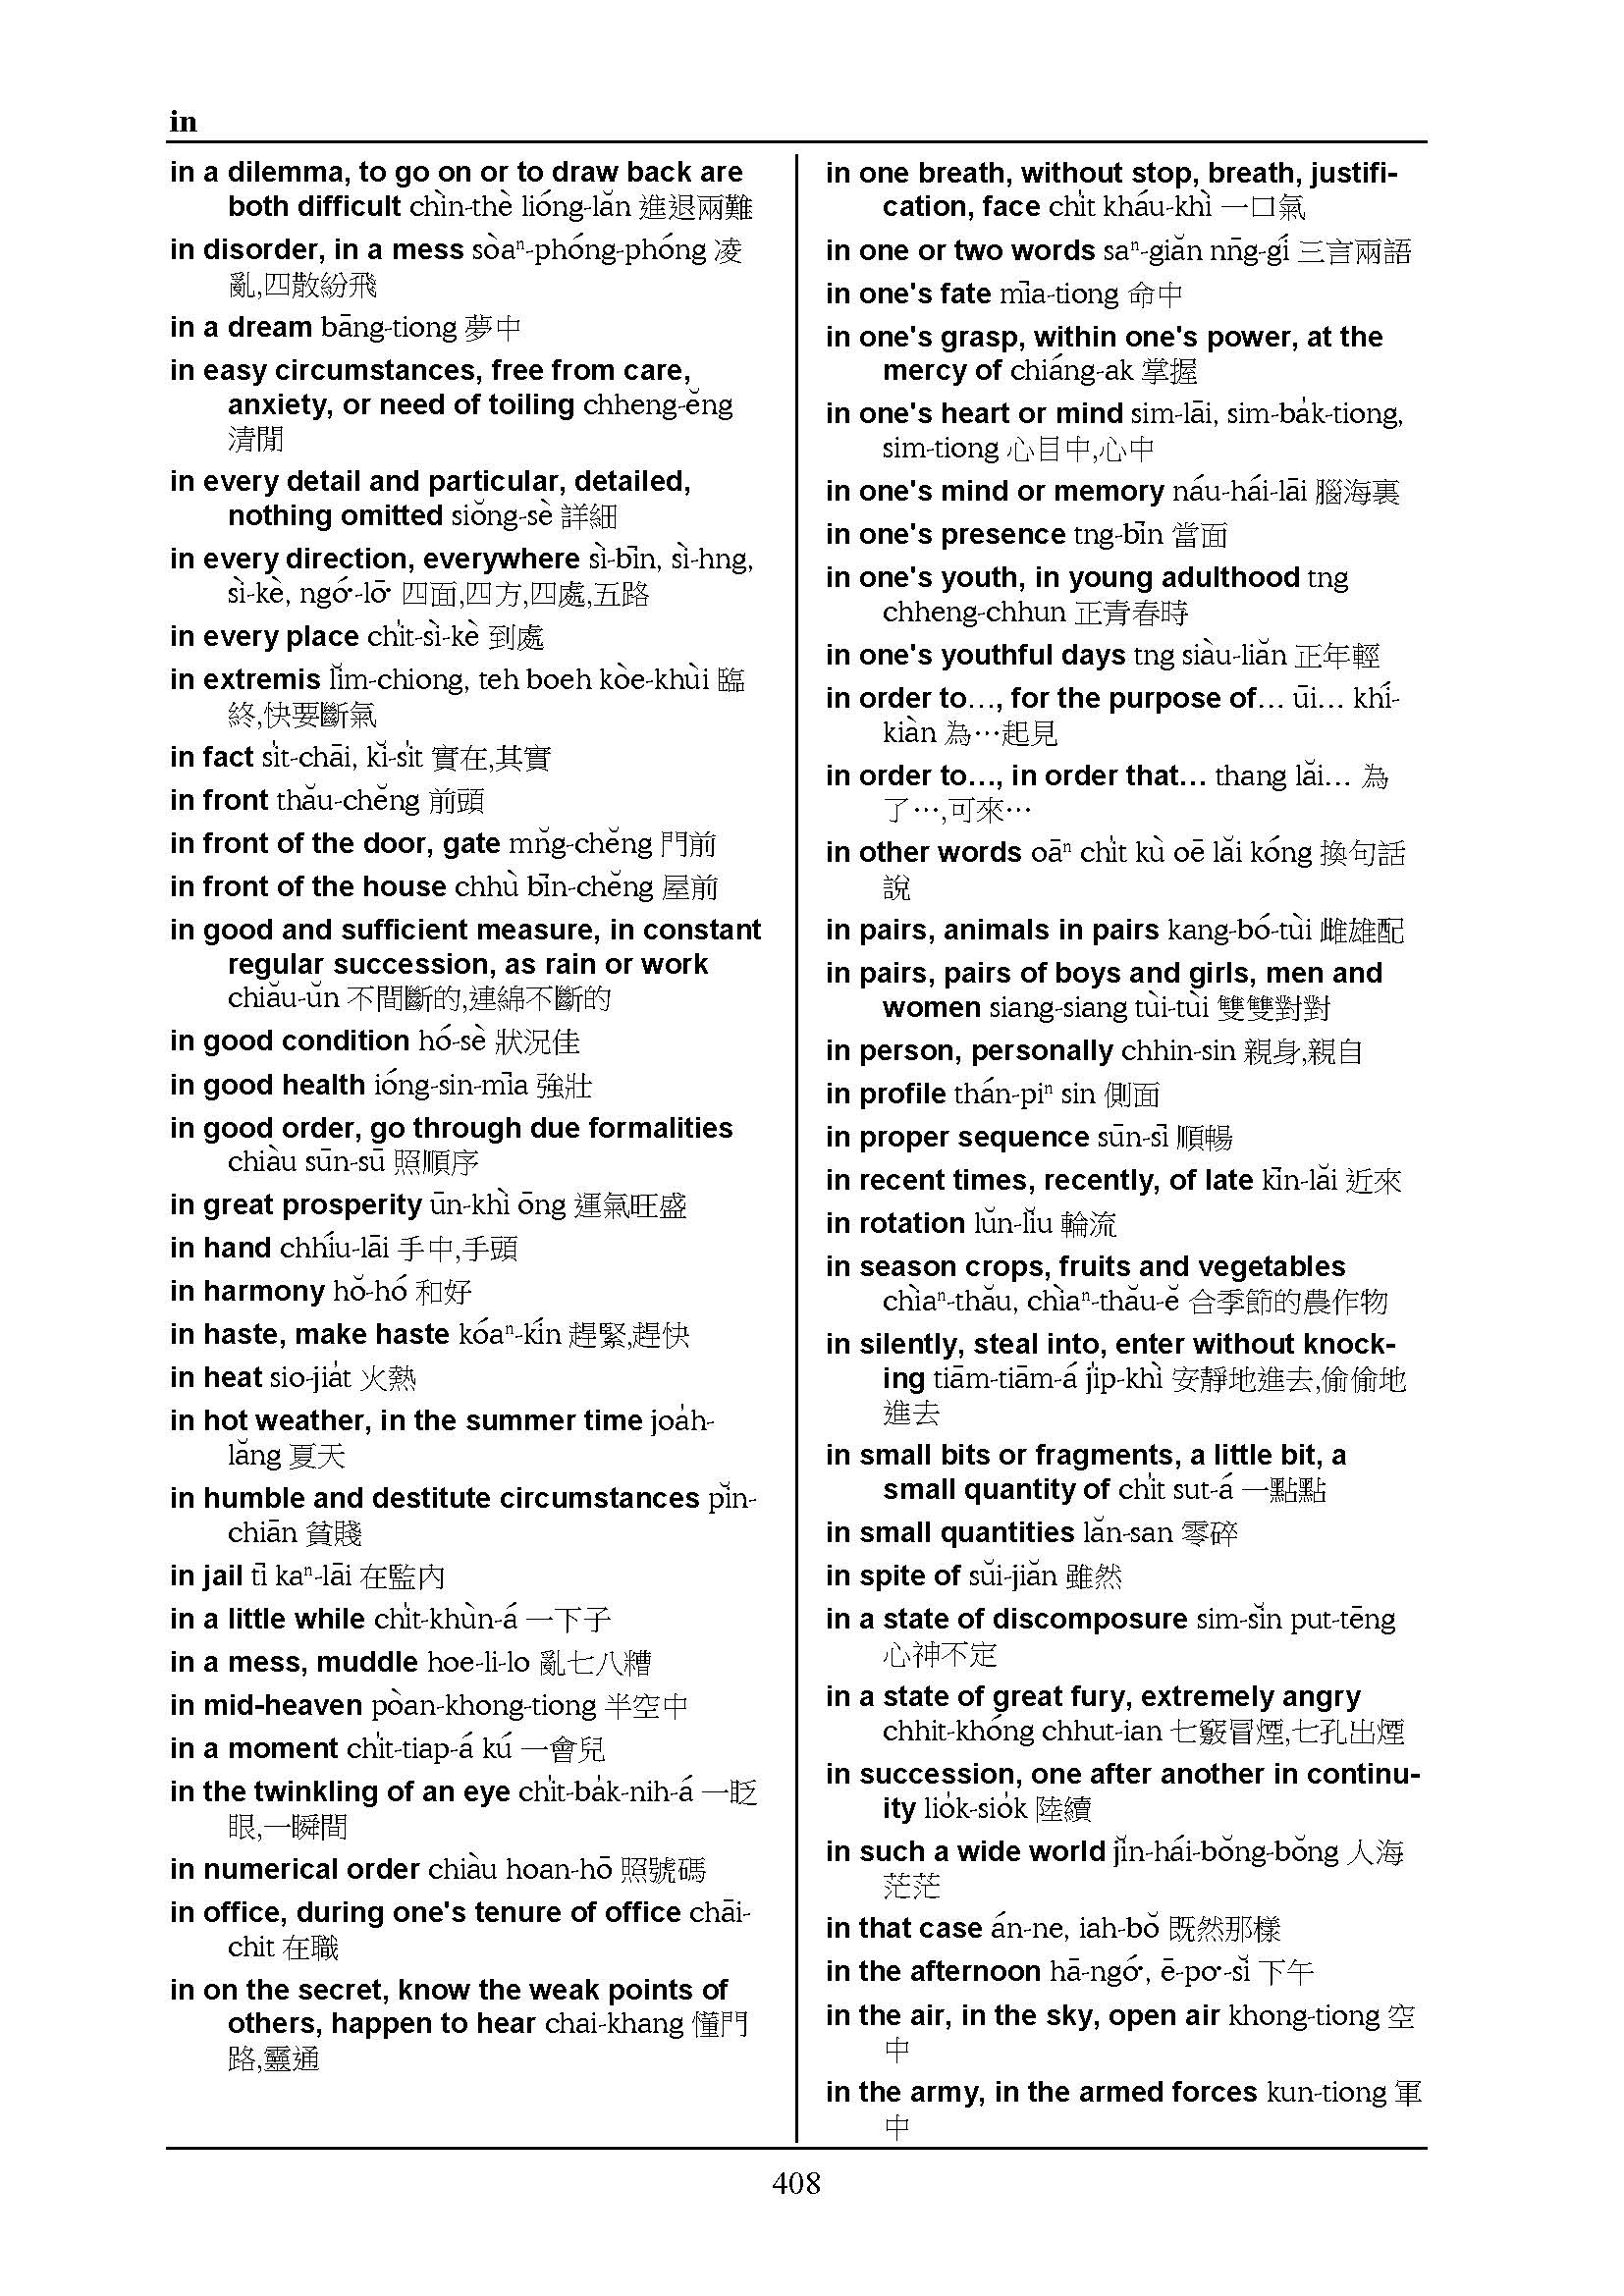 in
in a dilemma, to go on or to draw back are
both difficult chìn-thè lióng-lăn 進退兩難
in disorder, in a mess sòaⁿ-phóng-phóng 凌
亂,四散紛飛
in a dream bāng-tiong 夢中
in easy circumstances, free from care,
anxiety, or need of toiling chheng-ĕng
清閒
in every detail and particular, detailed,
nothing omitted siŏng-sè 詳細
in every direction, everywhere sì-bīn, sì-hng,
sì-kè, ngó͘-lō͘ 四面,四方,四處,五路
in every place chi̍t-sì-kè 到處
in extremis lĭm-chiong, teh boeh kòe-khùi 臨
終,快要斷氣
in fact si̍t-chāi, kĭ-si̍t 實在,其實
in front thău-chĕng 前頭
in front of the door, gate mn̆g-chĕng 門前
in front of the house chhù bīn-chĕng 屋前
in good and sufficient measure, in constant
regular succession, as rain or work
chiău-ŭn 不間斷的,連綿不斷的
in good condition hó-sè 狀況佳
in good health ióng-sin-mīa 強壯
in good order, go through due formalities
chiàu sūn-sū 照順序
in great prosperity ūn-khì ōng 運氣旺盛
in hand chhíu-lāi 手中,手頭
in harmony hŏ-hó 和好
in haste, make haste kóaⁿ-kín 趕緊,趕快
in heat sio-jia̍t 火熱
in hot weather, in the summer time joa̍h-
lăng 夏天
in humble and destitute circumstances pĭn-
chiān 貧賤
in jail tī kaⁿ-lāi 在監內
in a little while chi̍t-khùn-á 一下子
in a mess, muddle hoe-li-lo 亂七八糟
in mid-heaven pòan-khong-tiong 半空中
in a moment chi̍t-tiap-á kú 一會兒
in the twinkling of an eye chi̍t-ba̍k-nih-á 一眨
眼,一瞬間
in numerical order chiàu hoan-hō 照號碼
in office, during one's tenure of office chāi-
chit 在職
in on the secret, know the weak points of
others, happen to hear chai-khang 懂門
路,靈通
in one breath, without stop, breath, justifi-
cation, face chi̍t kháu-khì 一口氣
in one or two words saⁿ-giăn nn̄g-gí 三言兩語
in one's fate mīa-tiong 命中
in one's grasp, within one's power, at the
mercy of chiáng-ak 掌握
in one's heart or mind sim-lāi, sim-ba̍k-tiong,
sim-tiong 心目中,心中
in one's mind or memory náu-hái-lāi 腦海裏
in one's presence tng-bīn 當面
in one's youth, in young adulthood tng
chheng-chhun 正青春時
in one's youthful days tng siàu-liăn 正年輕
in order to…, for the purpose of… ūi… khí-
kiàn 為…起見
in order to…, in order that… thang lăi… 為
了…,可來…
in other words oāⁿ chi̍t kù oē lăi kóng 換句話
說
in pairs, animals in pairs kang-bó-tùi 雌雄配
in pairs, pairs of boys and girls, men and
women siang-siang tùi-tùi 雙雙對對
in person, personally chhin-sin 親身,親自
in profile thán-piⁿ sin 側面
in proper sequence sūn-sī 順暢
in recent times, recently, of late kīn-lăi 近來
in rotation lŭn-lĭu 輪流
in season crops, fruits and vegetables
chìaⁿ-thău, chìaⁿ-thău-ĕ 合季節的農作物
in silently, steal into, enter without knock-
ing tiām-tiām-á ji̍p-khì 安靜地進去,偷偷地
進去
in small bits or fragments, a little bit, a
small quantity of chi̍t sut-á 一點點
in small quantities lăn-san 零碎
in spite of sŭi-jiăn 雖然
in a state of discomposure sim-sĭn put-tēng
心神不定
in a state of great fury, extremely angry
chhit-khóng chhut-ian 七竅冒煙,七孔出煙
in succession, one after another in continu-
ity lio̍k-sio̍k 陸續
in such a wide world jĭn-hái-bŏng-bŏng 人海
茫茫
in that case án-ne, iah-bŏ 既然那樣
in the afternoon hā-ngó͘, ē-po͘-sĭ 下午
in the air, in the sky, open air khong-tiong 空
中
in the army, in the armed forces kun-tiong 軍
中
408